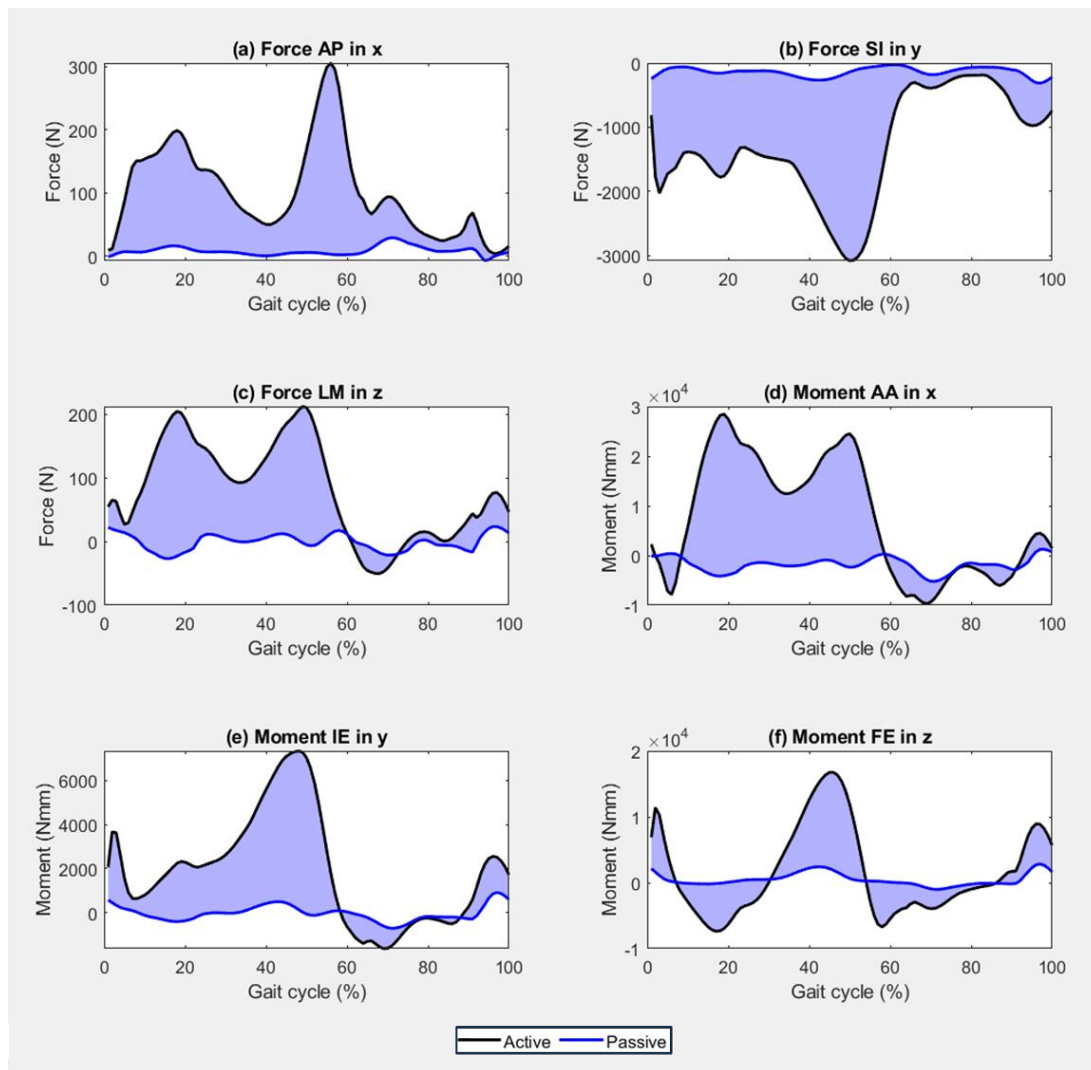 (a) Force AP in x
300
200
100
0
Force (N)
0 20 40 60 80 100
Gait cycle (%)
(b) Force SI in y
0
-1000
-2000
-3000
Force (N)
0 20 40 60 80 100
Gait cycle (%)
(c) Force LM in z
200
100
0
-100
Force (N)
0 20 40 60 80 100
Gait cycle (%)
(d) Moment AA in x
×10⁴
3
2
1
0
-1
Moment (Nmm)
0 20 40 60 80 100
Gait cycle (%)
(e) Moment IE in y
6000
4000
2000
0
Moment (Nmm)
0 20 40 60 80 100
Gait cycle (%)
(f) Moment FE in z
×10⁴
2
1
0
-1
Moment (Nmm)
0 20 40 60 80 100
Gait cycle (%)
Active Passive